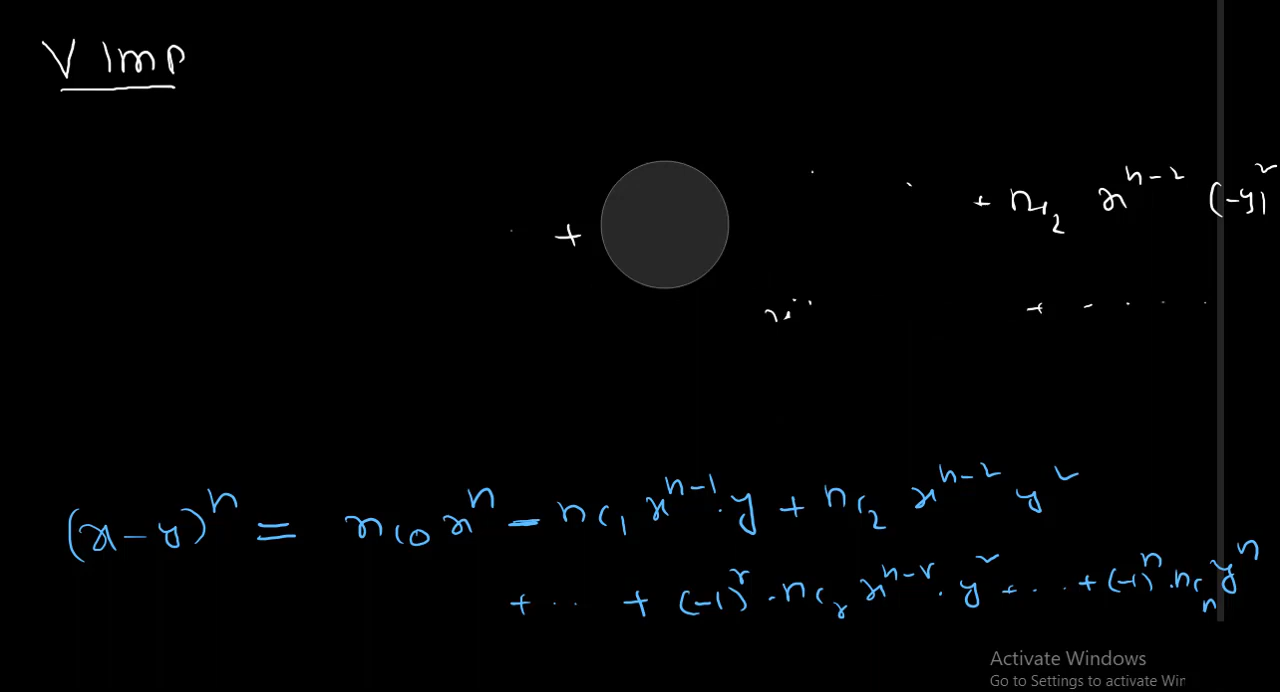 V Imp
+ nC₂ x^{n-2} (-y)²
+
+ - . . .
(x-y)^n = nC₀ x^n - nC₁ x^{n-1}.y + nC₂ x^{n-2} y²
+ ... + (-1)^r . nCᵣ x^{n-r} . y^r + ... + (-1)^n . nCₙ y^n
Activate Windows
Go to Settings to activate Win